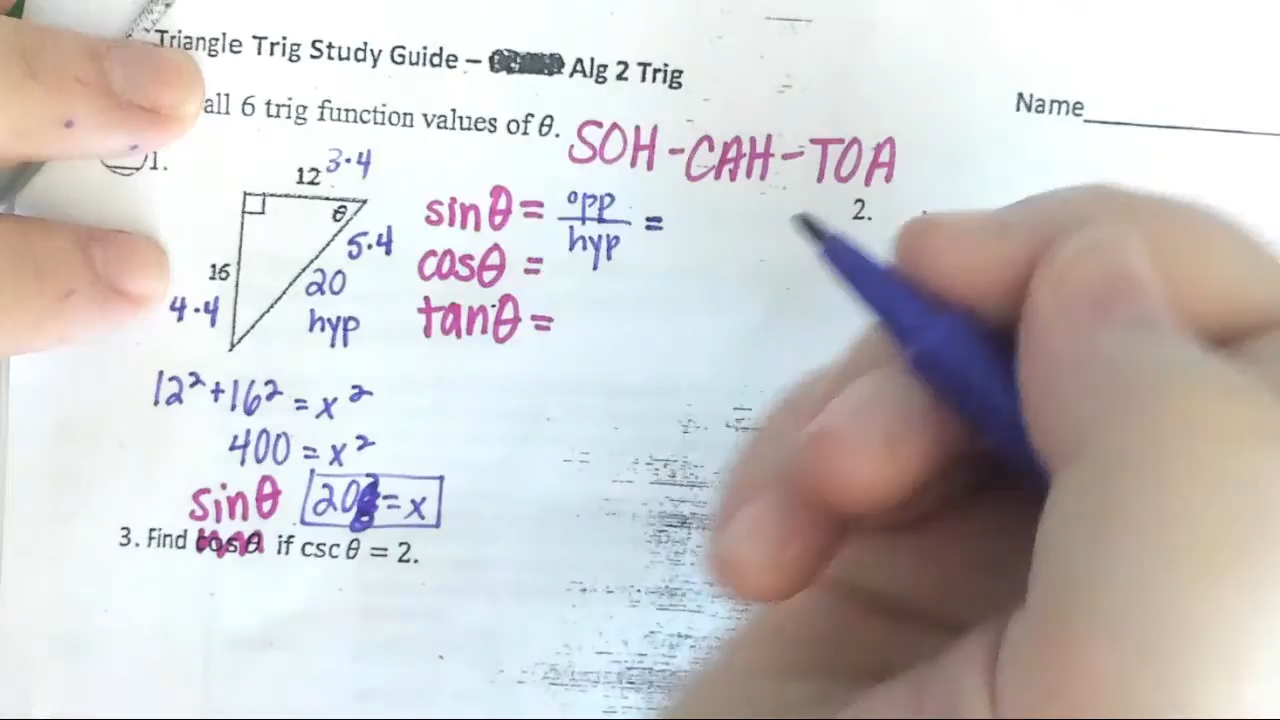 Triangle Trig Study Guide – Alg 2 Trig
Name
all 6 trig function values of θ.
SOH-CAH-TOA
1.
12 3·4
θ
5·4
16
20
4·4
hyp
sinθ = opp/hyp =
cosθ =
tanθ =
2.
12² + 16² = x²
400 = x²
20 = x
sinθ
3. Find if csc θ = 2.